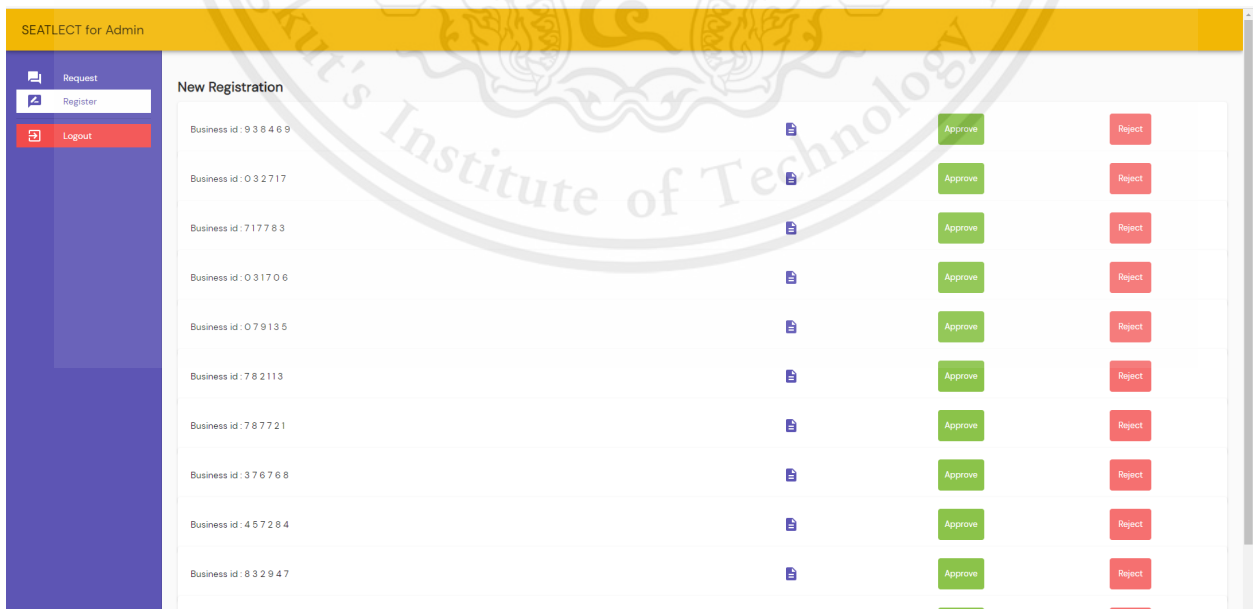 SEATLECT for Admin
Request
Register
Logout
New Registration
Business id : 9 3 8 4 6 9 Approve Reject
Business id : 0 3 2 7 1 7 Approve Reject
Business id : 7 1 7 7 8 3 Approve Reject
Business id : 0 3 1 7 0 6 Approve Reject
Business id : 0 7 9 1 3 5 Approve Reject
Business id : 7 8 2 1 1 3 Approve Reject
Business id : 7 8 7 7 2 1 Approve Reject
Business id : 3 7 6 7 6 8 Approve Reject
Business id : 4 5 7 2 8 4 Approve Reject
Business id : 8 3 2 9 4 7 Approve Reject
kut's Institute of Technology